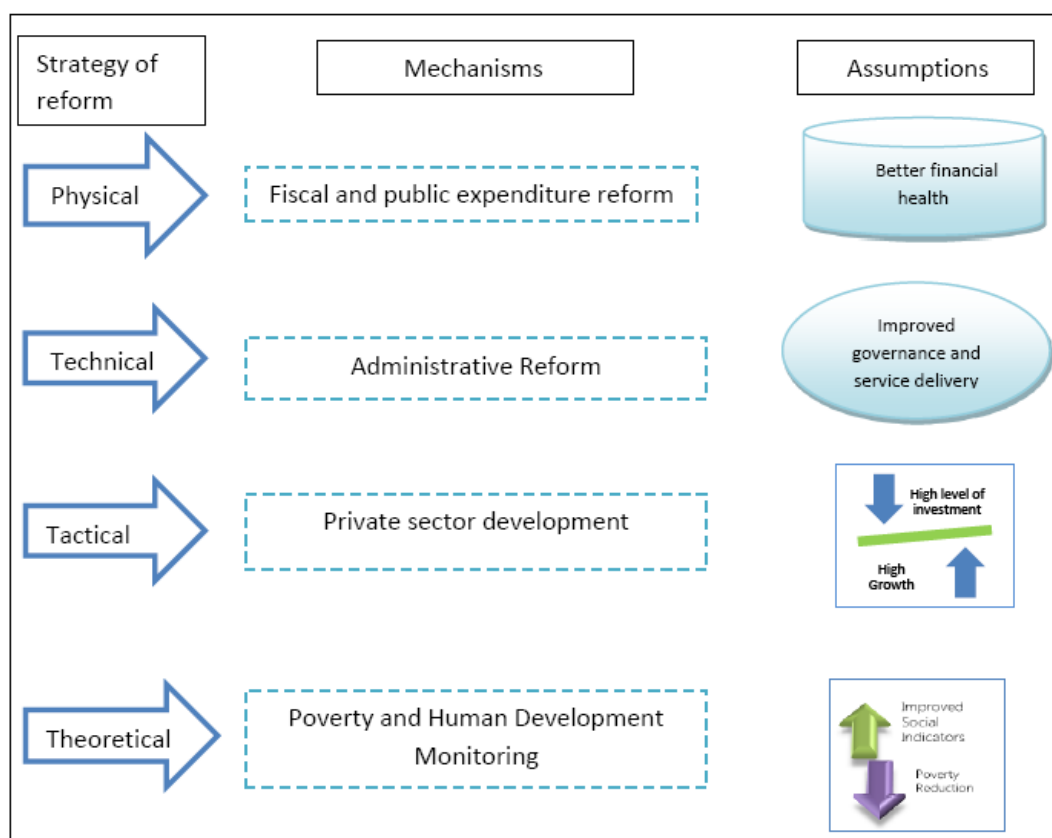 Strategy of
reform
Mechanisms
Assumptions
Physical
Fiscal and public expenditure reform
Better financial
health
Technical
Administrative Reform
Improved
governance and
service delivery
Tactical
Private sector development
High level of
investment
High
Growth
Theoretical
Poverty and Human Development
Monitoring
Improved
Social
Indicators
Poverty
Reduction